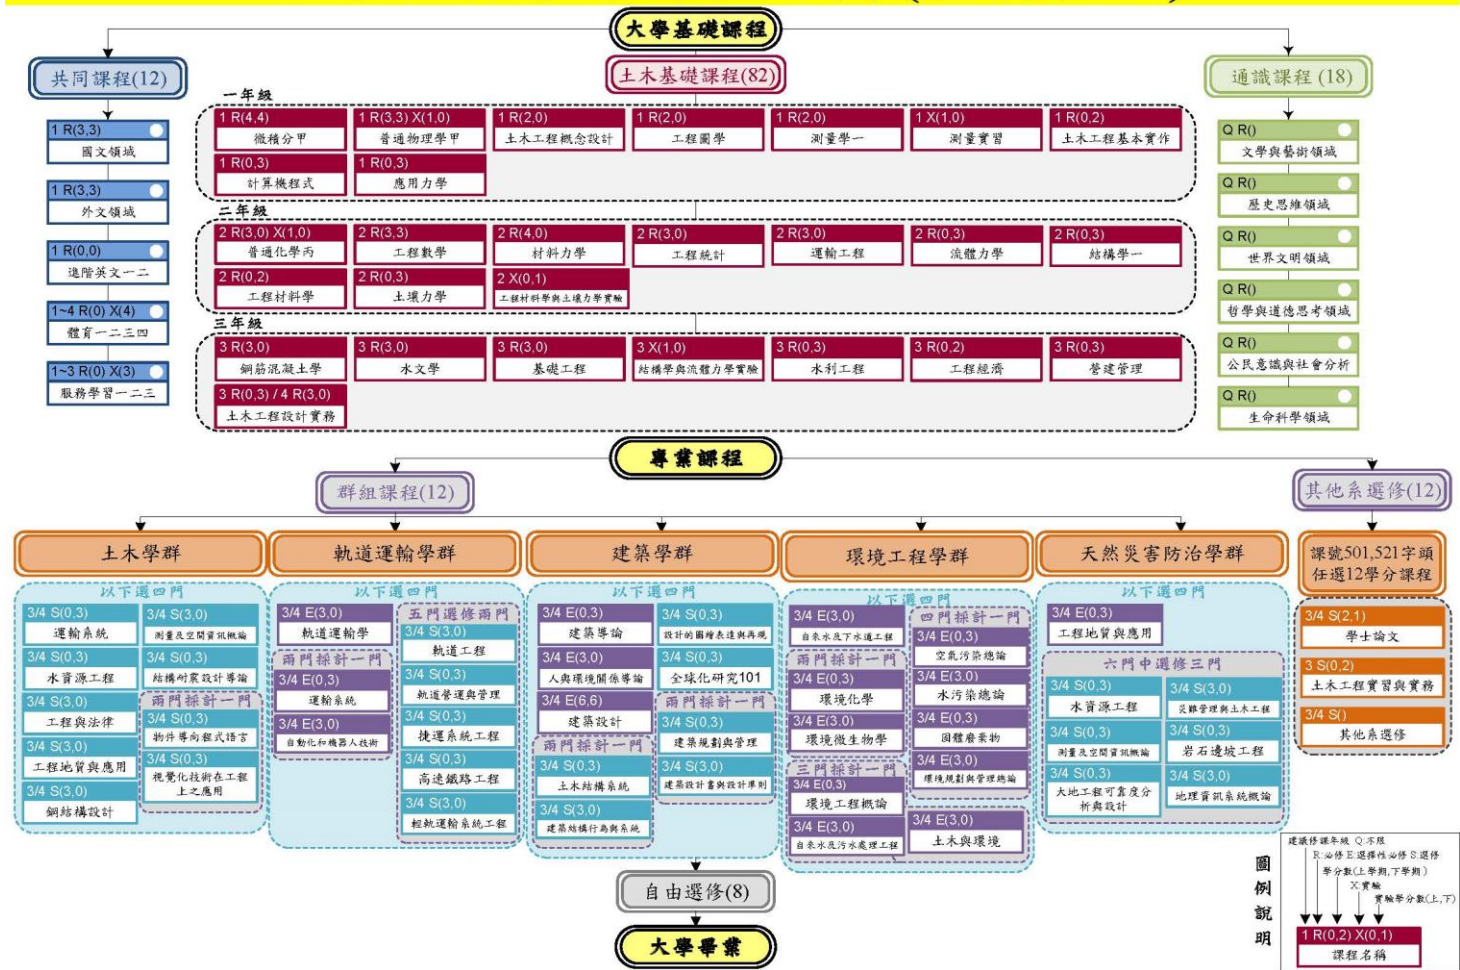 大學基礎課程
共同課程(12)
土木基礎課程(82)
通識課程(18)
1 R(3,3)
國文領域
1 R(3,3)
外文領域
1 R(0,0)
進階英文一二
1~4 R(0) X(4)
體育一二三四
1~3 R(0) X(3)
服務學習一二三
一年級
1 R(4,4)
微積分甲
1 R(3,3) X(1,0)
普通物理學甲
1 R(2,0)
土木工程概念設計
1 R(2,0)
工程圖學
1 R(2,0)
測量學一
1 X(1,0)
測量實習
1 R(0,2)
土木工程基本實作
1 R(0,3)
計算機程式
1 R(0,3)
應用力學
二年級
2 R(3,0) X(1,0)
普通化學丙
2 R(3,3)
工程數學
2 R(4,0)
材料力學
2 R(3,0)
工程統計
2 R(3,0)
運輸工程
2 R(0,3)
流體力學
2 R(0,3)
結構學一
2 R(0,2)
工程材料學
2 R(0,3)
土壤力學
2 X(0,1)
工程材料學與土壤力學實驗
三年級
3 R(3,0)
鋼筋混凝土學
3 R(3,0)
水文學
3 R(3,0)
基礎工程
3 X(1,0)
結構學與流體力學實驗
3 R(0,3)
水利工程
3 R(0,2)
工程經濟
3 R(0,3)
營建管理
3 R(0,3) / 4 R(3,0)
土木工程設計實務
Q R()
文學與藝術領域
Q R()
歷史思維領域
Q R()
世界文明領域
Q R()
哲學與道德思考領域
Q R()
公民意識與社會分析
Q R()
生命科學領域
專業課程
群組課程(12)
其他系選修(12)
土木學群
以下選四門
3/4 S(0,3)
運輸系統
3/4 S(3,0)
測量及空間資訊概論
3/4 S(0,3)
水資源工程
3/4 S(0,3)
結構耐震設計導論
3/4 S(3,0)
工程與法律
兩門採計一門
3/4 S(0,3)
物件導向程式語言
3/4 S(0,3)
工程地質與應用
3/4 S(0,3)
視覺化技術在工程
上之應用
3/4 S(3,0)
鋼結構設計
軌道運輸學群
以下選四門
3/4 E(3,0)
軌道運輸學
兩門採計一門
3/4 E(0,3)
運輸系統
3/4 E(3,0)
自動化和機器人技術
五門選修兩門
3/4 S(3,0)
軌道工程
3/4 S(0,3)
軌道營運與管理
3/4 S(3,0)
捷運系統工程
3/4 S(0,3)
高速鐵路工程
3/4 S(3,0)
輕軌運輸系統工程
建築學群
以下選四門
3/4 E(0,3)
建築導論
3/4 S(0,3)
設計的圖繪表達與再現
3/4 E(3,0)
人與環境關係導論
3/4 S(0,3)
全球化研究101
3/4 E(6,6)
建築設計
兩門採計一門
3/4 S(0,3)
建築規劃與管理
兩門採計一門
3/4 S(0,3)
土木結構系統
3/4 S(3,0)
建築設計書與設計準則
3/4 S(3,0)
建築結構行為與系統
環境工程學群
以下選四門
3/4 E(3,0)
自來水及下水道工程
兩門採計一門
3/4 E(0,3)
環境化學
3/4 E(3,0)
環境微生物學
三門採計一門
3/4 E(0,3)
環境工程概論
3/4 E(3,0)
自來水及污水處理工程
四門採計一門
3/4 E(0,3)
空氣污染總論
3/4 E(3,0)
水污染總論
3/4 E(0,3)
固體廢棄物
3/4 E(3,0)
環境規劃與管理總論
3/4 E(3,0)
土木與環境
天然災害防治學群
以下選四門
3/4 E(0,3)
工程地質與應用
六門中選修三門
3/4 S(0,3)
水資源工程
3/4 S(3,0)
災難管理與土木工程
3/4 S(3,0)
測量及空間資訊概論
3/4 S(0,3)
岩石邊坡工程
3/4 S(0,3)
大地工程可靠度分
析與設計
3/4 S(3,0)
地理資訊系統概論
課號501,521字頭
任選12學分課程
3/4 S(2,1)
學士論文
3 S(0,2)
土木工程實習與實務
3/4 S()
其他系選修
自由選修(8)
大學畢業
圖例說明
建議修課年級 Q:不限
R:必修 E:選擇性必修 S:選修
學分數(上學期,下學期)
X:實驗
實驗學分數(上,下)
1 R(0,2) X(0,1)
課程名稱